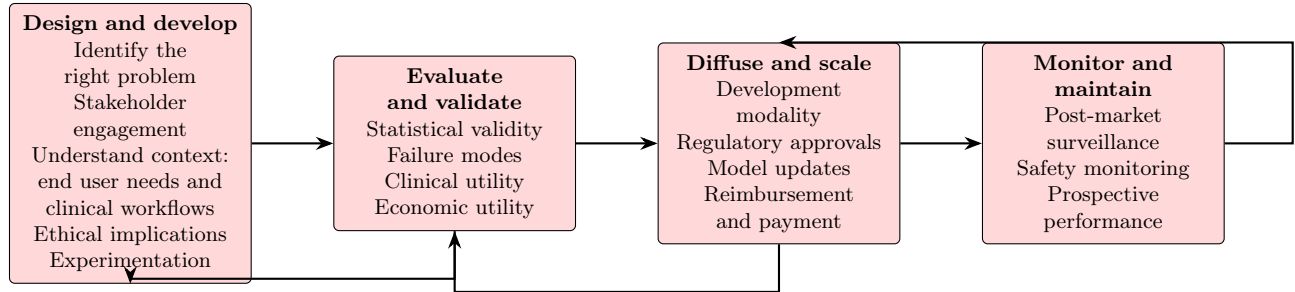 Design and develop
Identify the
right problem
Stakeholder
engagement
Understand context:
end user needs and
clinical workflows
Ethical implications
Experimentation
Evaluate
and validate
Statistical validity
Failure modes
Clinical utility
Economic utility
Diffuse and scale
Development
modality
Regulatory approvals
Model updates
Reimbursement
and payment
Monitor and
maintain
Post-market
surveillance
Safety monitoring
Prospective
performance